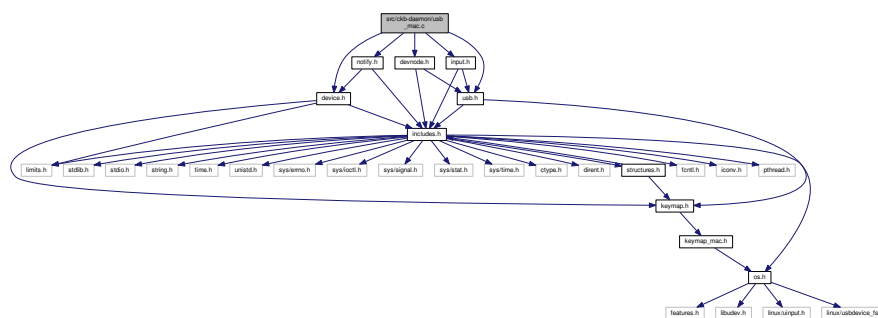 src/ckb-daemon/usb
_mac.c
notify.h
devnode.h
input.h
device.h
usb.h
includes.h
limits.h
stdlib.h
stdio.h
string.h
time.h
unistd.h
sys/errno.h
sys/ioctl.h
sys/signal.h
sys/stat.h
sys/time.h
ctype.h
dirent.h
structures.h
fcntl.h
iconv.h
pthread.h
keymap.h
keymap_mac.h
os.h
features.h
libudev.h
linux/uinput.h
linux/usbdevice_fs